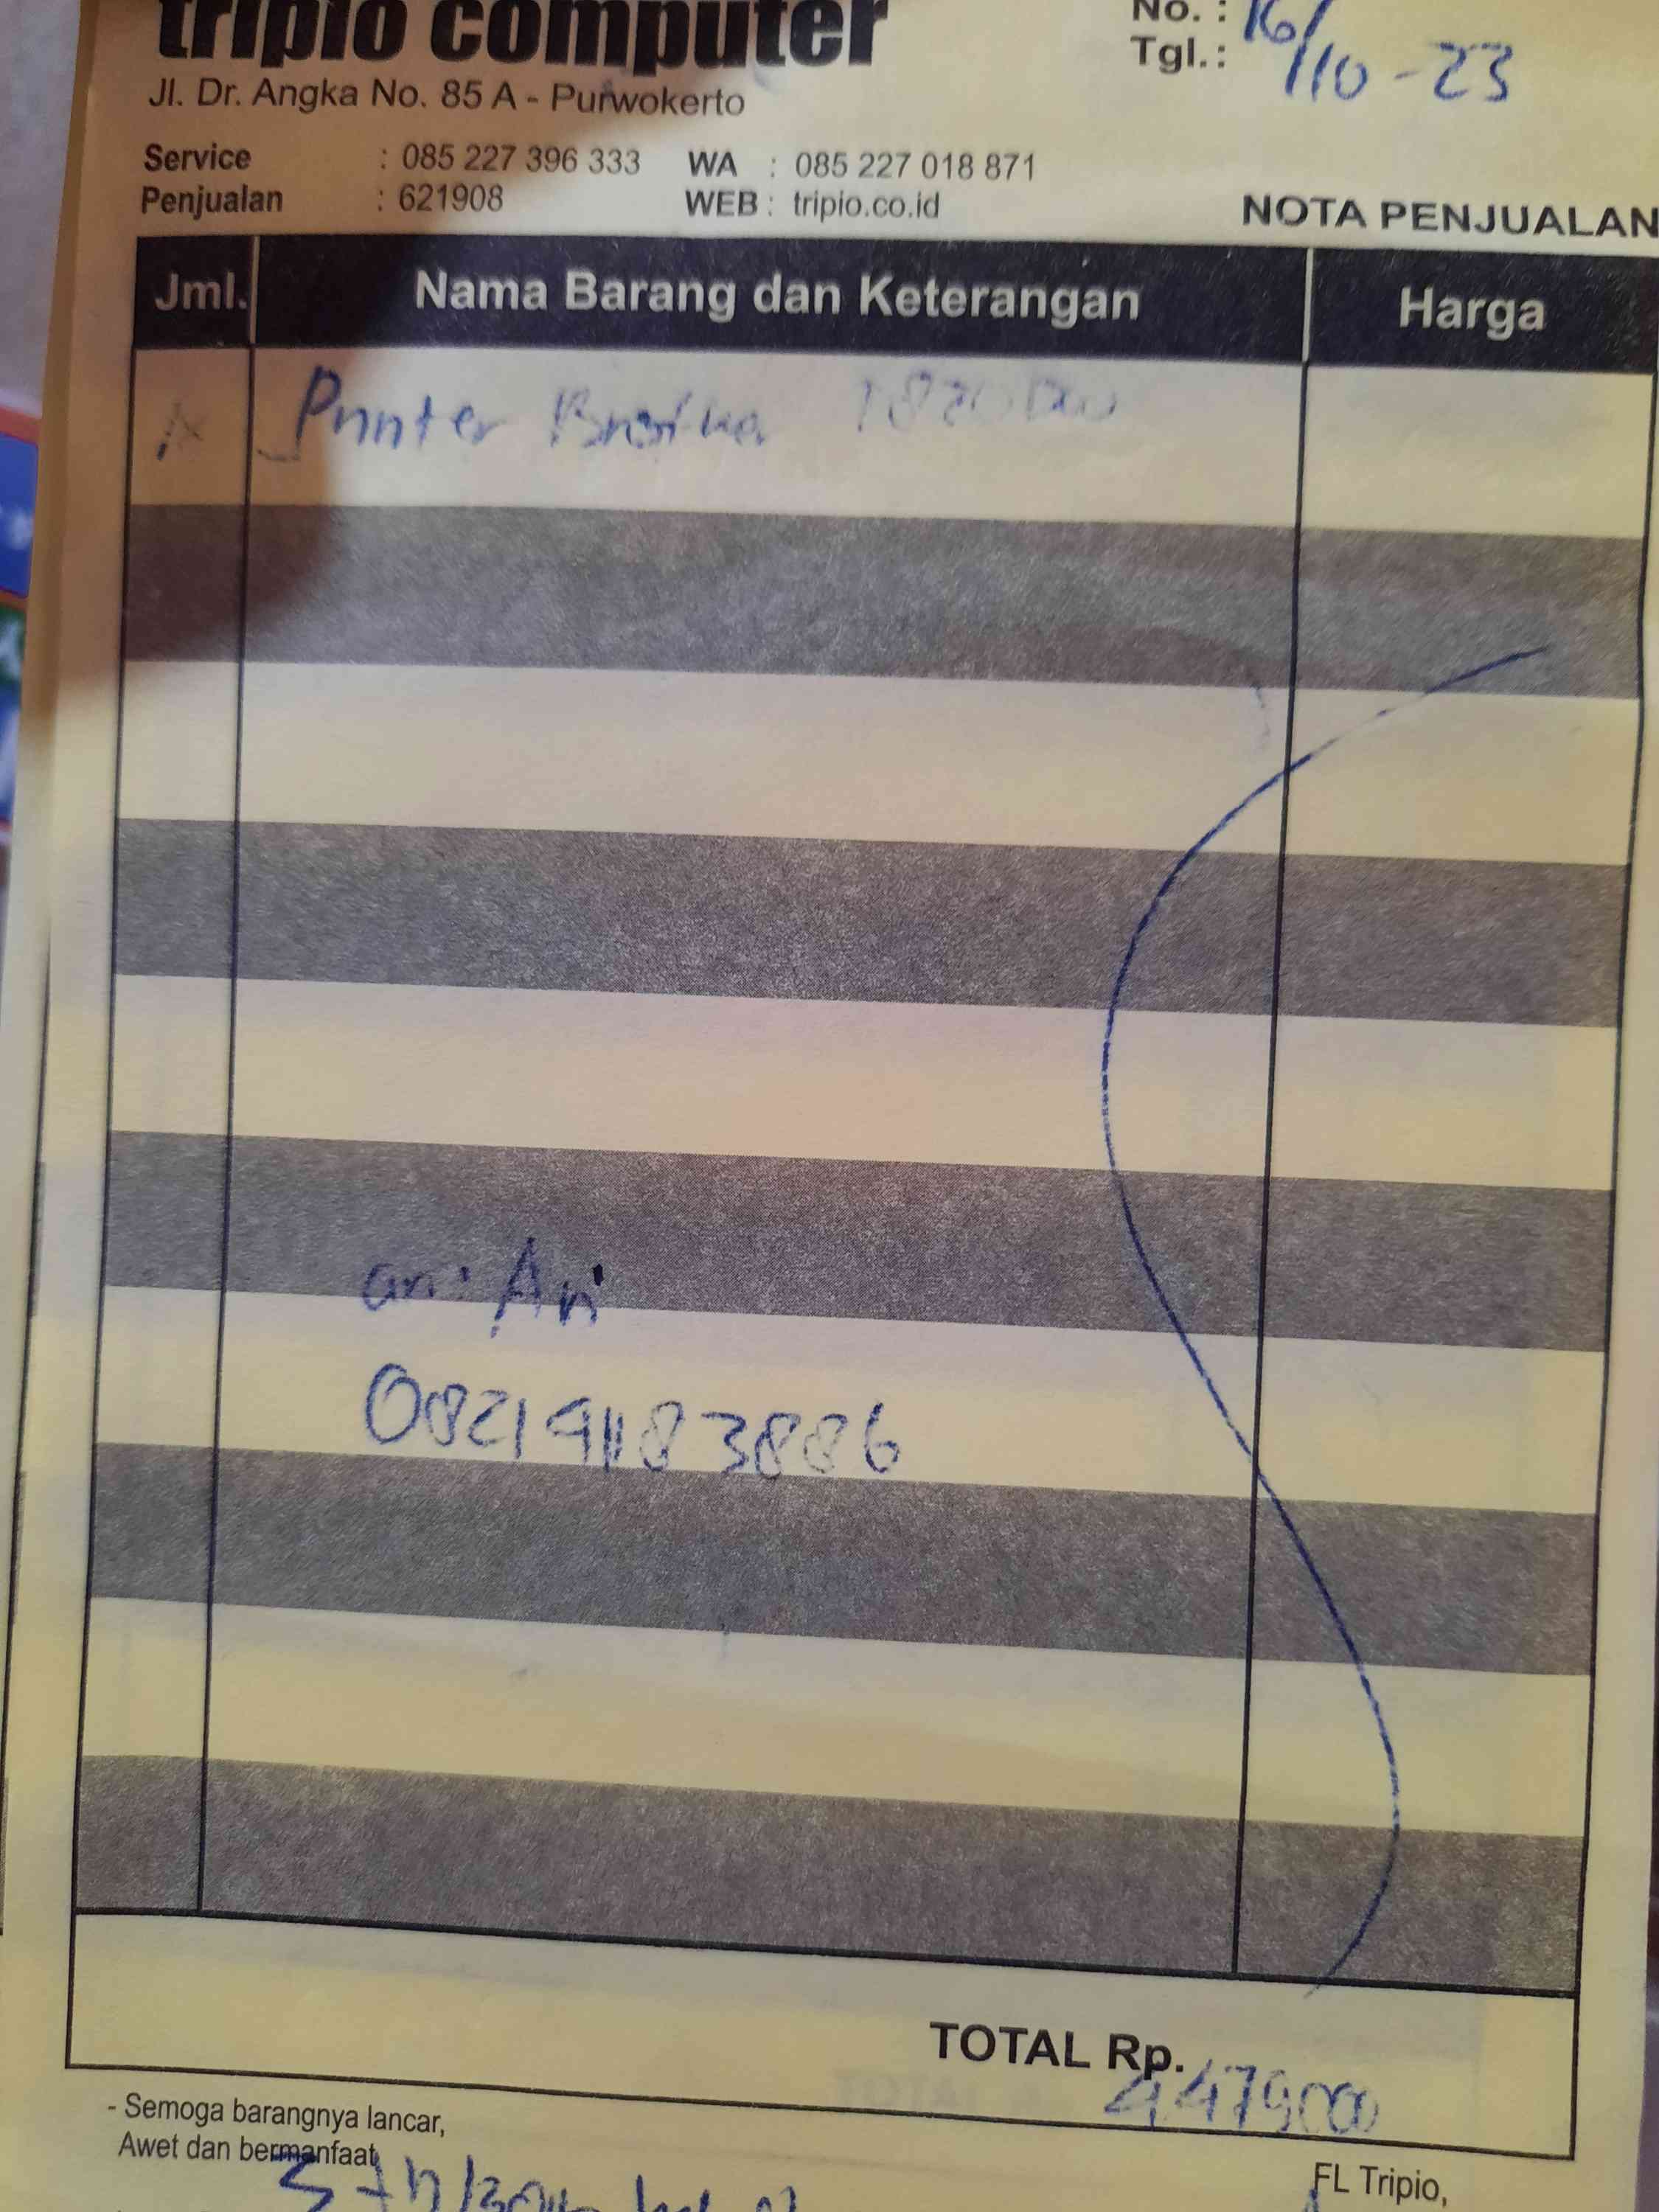 tripio computer
No. :
Tgl.: 16/10-23
Jl. Dr. Angka No. 85 A - Purwokerto
Service : 085 227 396 333 WA : 085 227 018 871
Penjualan : 621908 WEB : tripio.co.id
NOTA PENJUALAN
Jml. Nama Barang dan Keterangan Harga
Printer
an: Ari
TOTAL Rp. 4479000
- Semoga barangnya lancar,
Awet dan bermanfaat
FL Tripio,